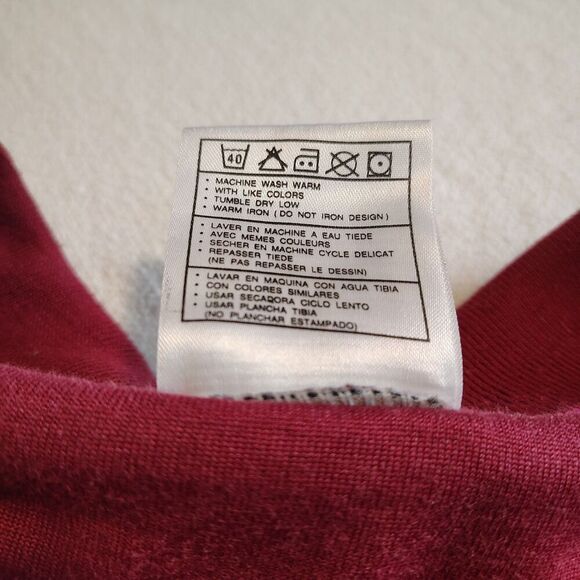 40
• MACHINE WASH WARM
• WITH LIKE COLORS
• TUMBLE DRY LOW
• WARM IRON (DO NOT IRON DESIGN)
• LAVER EN MACHINE A EAU TIEDE
• AVEC MEMES COULEURS
• SECHER EN MACHINE CYCLE DELICAT
• REPASSER TIEDE
(NE PAS REPASSER LE DESSIN)
• LAVAR EN MAQUINA CON AGUA TIBIA
• CON COLORES SIMILARES
• USAR SECADORA CICLO LENTO
• USAR PLANCHA TIBIA
(NO PLANCHAR ESTAMPADO)